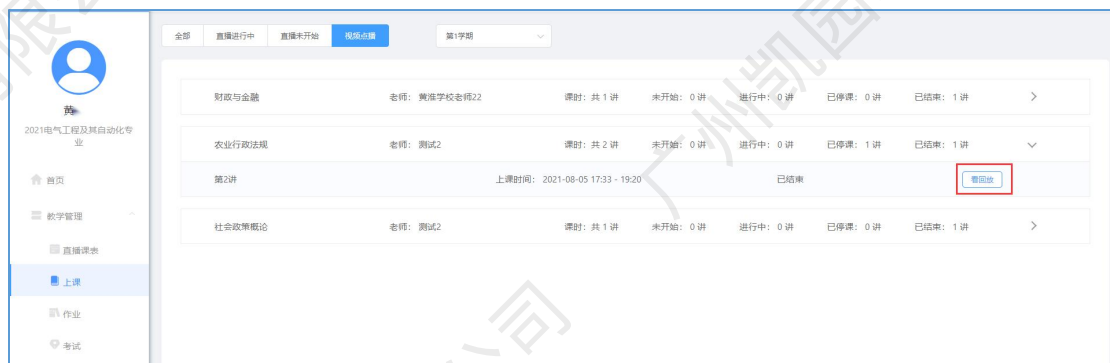 全部 直播进行中 直播未开始 视频点播 第1学期
黄
2021电气工程及其自动化专
业
首页
教学管理
直播课表
上课
作业
考试
财政与金融 老师：黄淮学校老师22 课时：共 1 讲 未开始：0 讲 进行中：0 讲 已停课：0 讲 已结束：1 讲
农业行政法规 老师：测试2 课时：共 2 讲 未开始：0 讲 进行中：0 讲 已停课：1 讲 已结束：1 讲
第2讲 上课时间：2021-08-05 17:33 - 19:20 已结束 看回放
社会政策概论 老师：测试2 课时：共 1 讲 未开始：0 讲 进行中：0 讲 已停课：0 讲 已结束：1 讲
有限公
广州凯园
公司